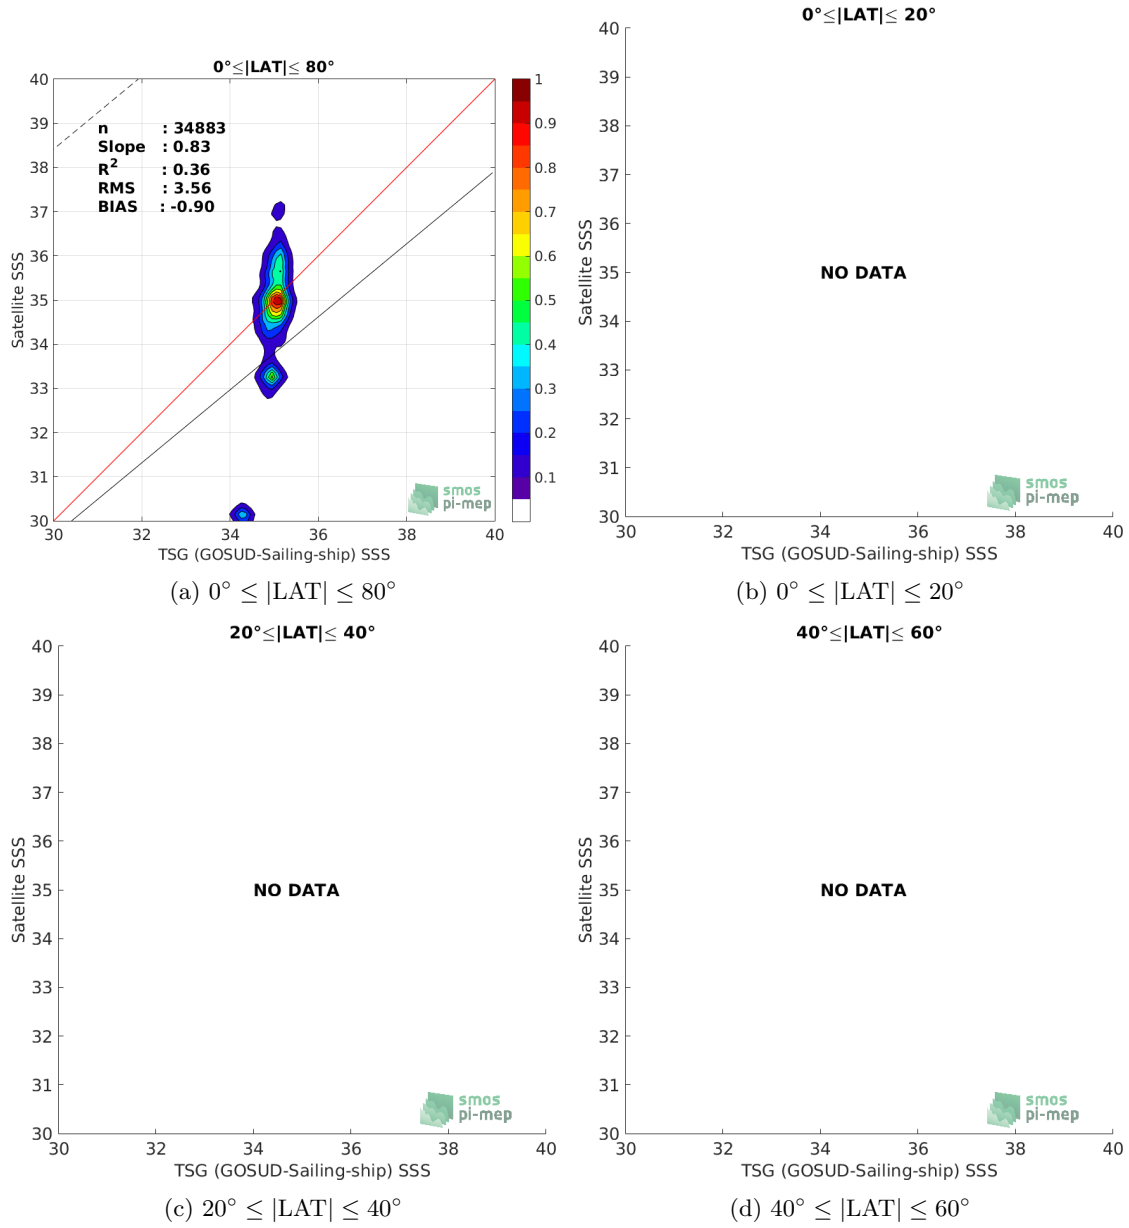 0°≤|LAT|≤ 80°
40
39
38
37
36
35
34
33
32
31
30
Satellite SSS
n : 34883
Slope : 0.83
R² : 0.36
RMS : 3.56
BIAS : -0.90
1
0.9
0.8
0.7
0.6
0.5
0.4
0.3
0.2
0.1
smos
pi-mep
30 32 34 36 38 40
TSG (GOSUD-Sailing-ship) SSS
(a) 0° ≤ |LAT| ≤ 80°
0°≤|LAT|≤ 20°
40
39
38
37
36
35
34
33
32
31
30
Satellite SSS
NO DATA
smos
pi-mep
30 32 34 36 38 40
TSG (GOSUD-Sailing-ship) SSS
(b) 0° ≤ |LAT| ≤ 20°
20°≤|LAT|≤ 40°
40
39
38
37
36
35
34
33
32
31
30
Satellite SSS
NO DATA
smos
pi-mep
30 32 34 36 38 40
TSG (GOSUD-Sailing-ship) SSS
(c) 20° ≤ |LAT| ≤ 40°
40°≤|LAT|≤ 60°
40
39
38
37
36
35
34
33
32
31
30
Satellite SSS
NO DATA
smos
pi-mep
30 32 34 36 38 40
TSG (GOSUD-Sailing-ship) SSS
(d) 40° ≤ |LAT| ≤ 60°